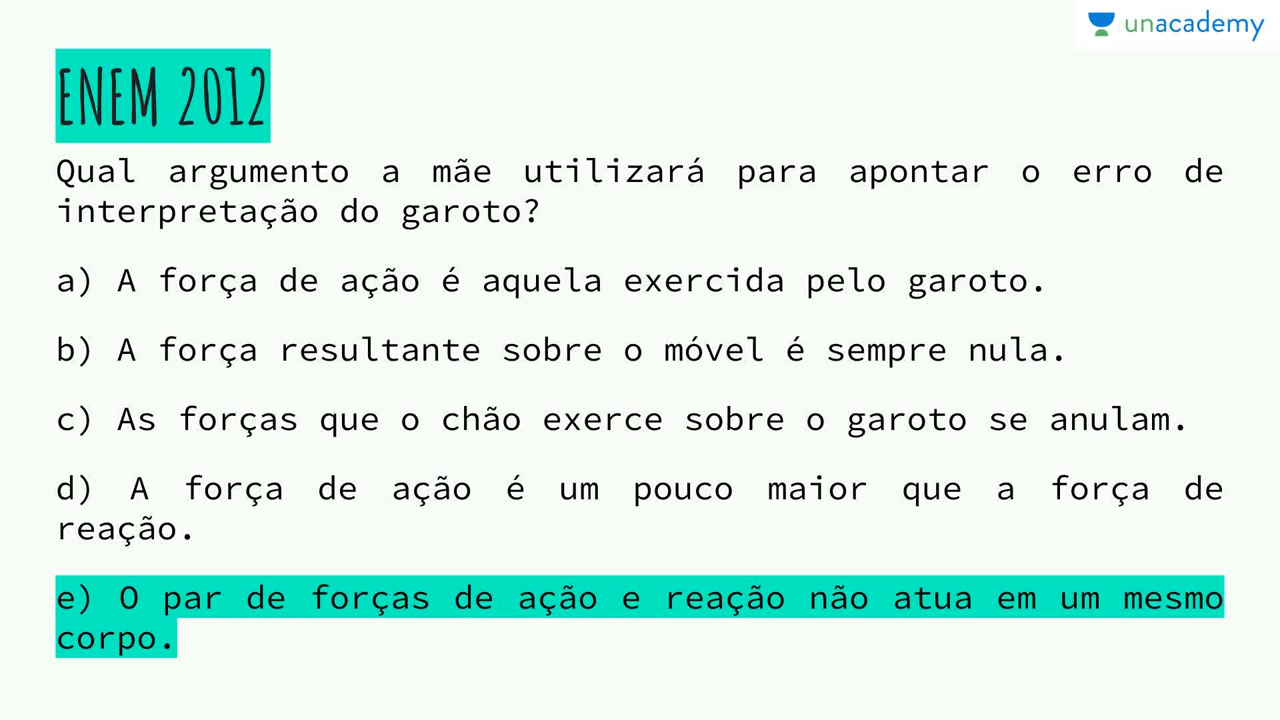 unacademy
ENEM 2012
Qual argumento a mãe utilizará para apontar o erro de
interpretação do garoto?
a) A força de ação é aquela exercida pelo garoto.
b) A força resultante sobre o móvel é sempre nula.
c) As forças que o chão exerce sobre o garoto se anulam.
d) A força de ação é um pouco maior que a força de
reação.
e) O par de forças de ação e reação não atua em um mesmo
corpo.